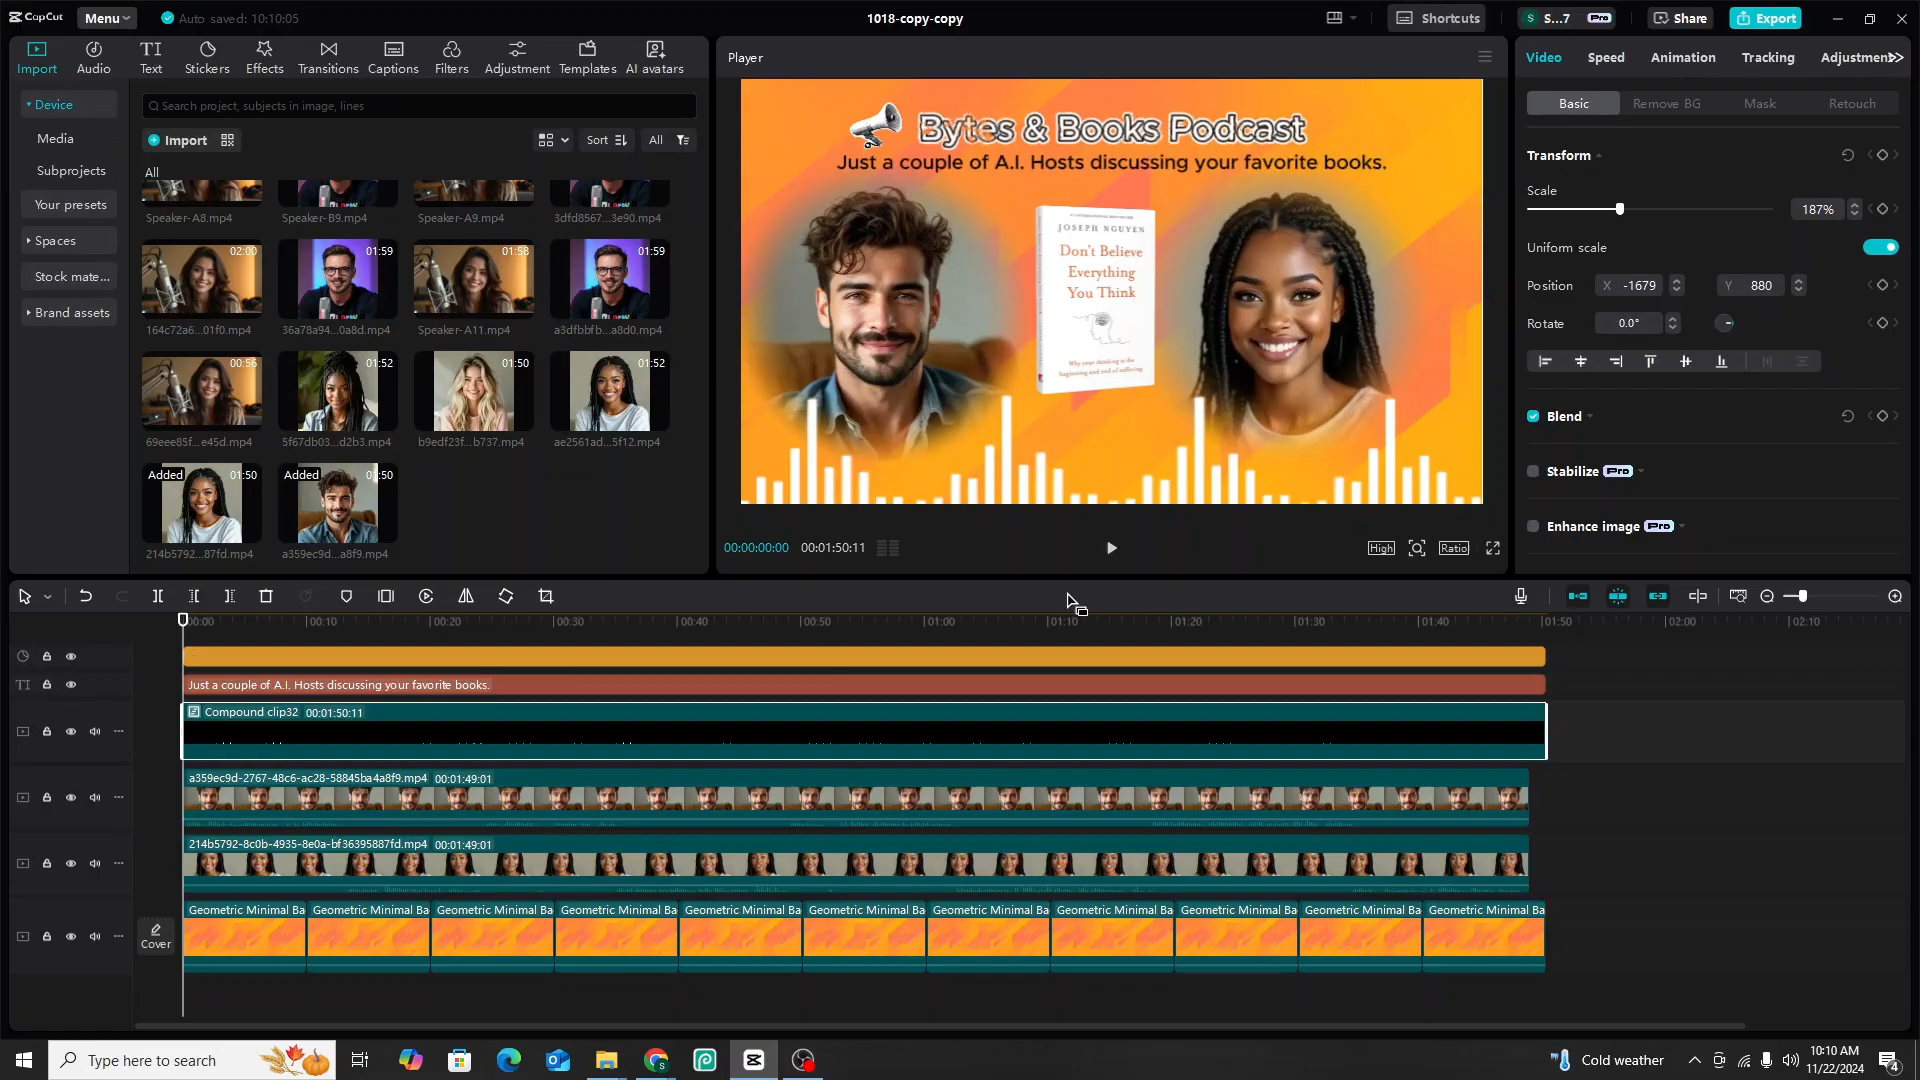 CapCut
Menu
Auto saved: 10:10:05
1018-copy-copy
Shortcuts
S...7
Pro
Share
Export
Import
Audio
Text
Stickers
Effects
Transitions
Captions
Filters
Adjustment
Templates
AI avatars
Device
Media
Subprojects
Your presets
Spaces
Stock mate...
Brand assets
Search project, subjects in image, lines
Import
Sort
All
All
Speaker-A8.mp4
Speaker-B9.mp4
Speaker-A9.mp4
3dfd8567...3e90.mp4
02:00
01:59
01:58
01:59
164c72a6...01f0.mp4
36a78a94...0a8d.mp4
Speaker-A11.mp4
a3dfbbfb...a8d0.mp4
00:56
01:52
01:50
01:52
69eee85f...e45d.mp4
5f67db03...d2b3.mp4
b9edf23f...b737.mp4
ae2561ad...5f12.mp4
Added
01:50
Added
01:50
214b5792...87fd.mp4
a359ec9d...a8f9.mp4
Player
Bytes & Books Podcast
Just a couple of A.I. Hosts discussing your favorite books.
JOSEPH NGUYEN
Don't Believe
Everything
You Think
Why your thinking is the
beginning and end of suffering
00:00:00:00
00:01:50:11
High
Ratio
Video
Speed
Animation
Tracking
Adjustment
Basic
Remove BG
Mask
Retouch
Transform
Scale
187%
Uniform scale
Position
X -1679
Y 880
Rotate
0.0°
Blend
Stabilize
Pro
Enhance image
Pro
00:00
00:10
00:20
00:30
00:40
00:50
01:00
01:10
01:20
01:30
01:40
01:50
02:00
02:10
Just a couple of A.I. Hosts discussing your favorite books.
Compound clip32 00:01:50:11
a359ec9d-2767-48c6-ac28-58845ba4a8f9.mp4 00:01:49:01
214b5792-8c0b-4935-8e0a-bf36395887fd.mp4 00:01:49:01
Cover
Geometric Minimal Ba
Geometric Minimal Ba
Geometric Minimal Ba
Geometric Minimal Ba
Geometric Minimal Ba
Geometric Minimal Ba
Geometric Minimal Ba
Geometric Minimal Ba
Geometric Minimal Ba
Geometric Minimal Ba
Geometric Minimal Ba
Type here to search
Cold weather
10:10 AM
11/22/2024
4